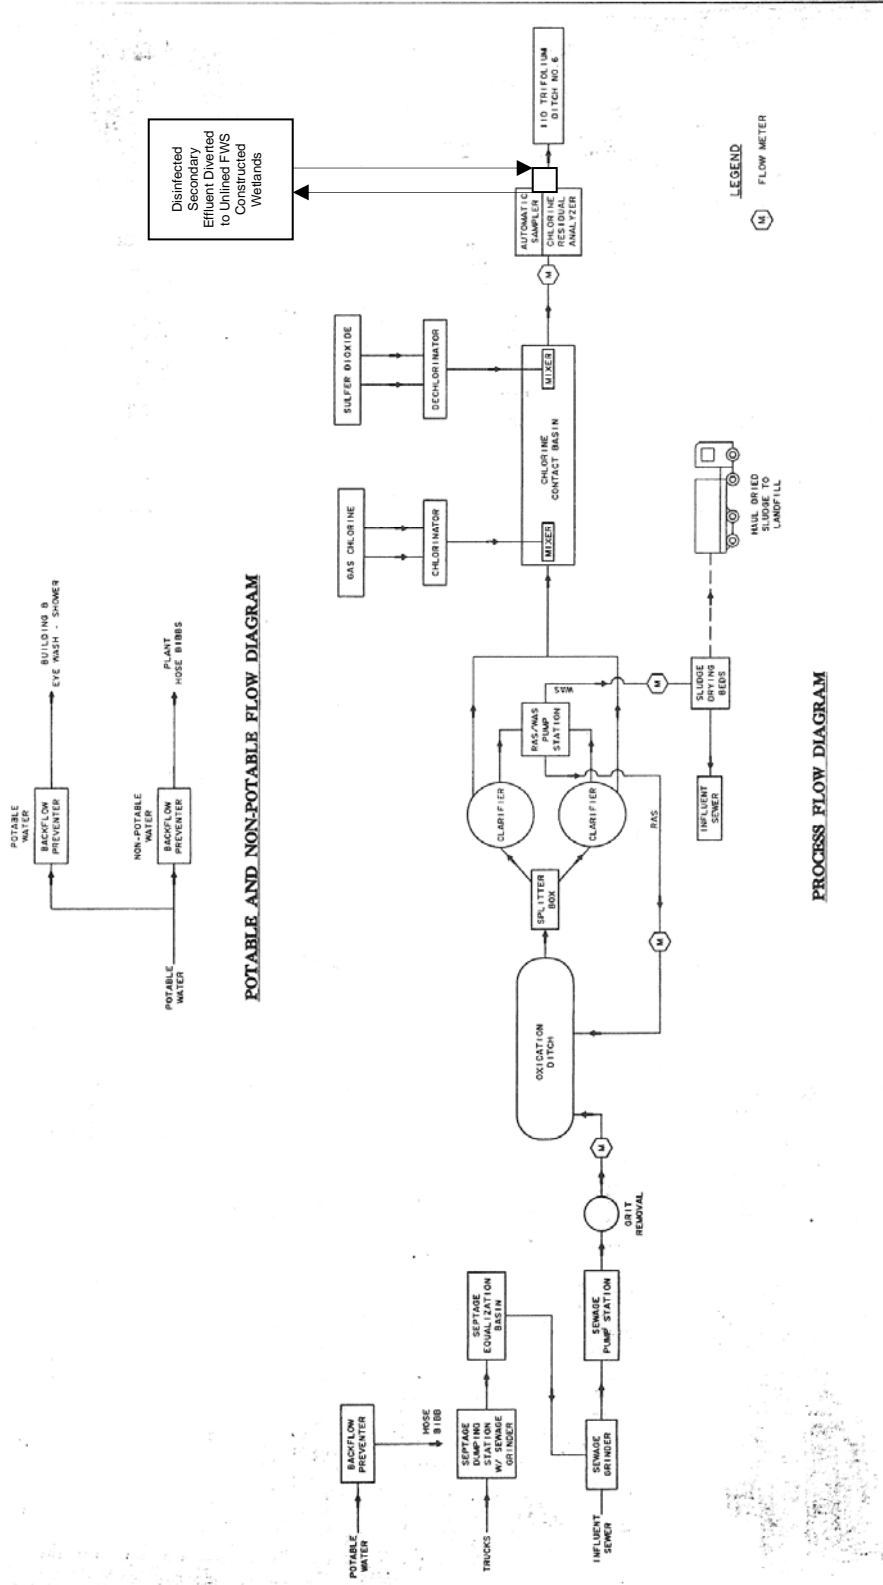 Disinfected
Secondary
Effluent Diverted
to Unlined FWS
Constructed
Wetlands
POTABLE
WATER
BACKFLOW
PREVENTER
BUILDING &
EYE WASH - SHOWER
NON-POTABLE
WATER
BACKFLOW
PREVENTER
PLANT
HOSE BIBBS
POTABLE
WATER
POTABLE AND NON-POTABLE FLOW DIAGRAM
POTABLE
WATER
BACKFLOW
PREVENTER
HOSE
BIBB
TRUCKS
SEPTAGE
DUMPING
STATION
W/ SEWAGE
GRINDER
SEPTAGE
EQUALIZATION
BASIN
INFLUENT
SEWER
SEWAGE
GRINDER
SEWAGE
PUMP STATION
GRIT
REMOVAL
M
OXICATION
DITCH
SPLITTER
BOX
CLARIFIER
CLARIFIER
RAS/WAS
PUMP
STATION
WAS
RAS
M
M
SLUDGE
DRYING
BEDS
INFLUENT
SEWER
HAUL DRIED
SLUDGE TO
LANDFILL
GAS CHLORINE
CHLORINATOR
SULFER DIOXIDE
DECHLORINATOR
MIXER
CHLORINE
CONTACT BASIN
MIXER
M
AUTOMATIC
SAMPLER
CHLORINE
RESIDUAL
ANALYZER
IID TRIFOLIUM
DITCH NO.6
LEGEND
M
FLOW METER
PROCESS FLOW DIAGRAM